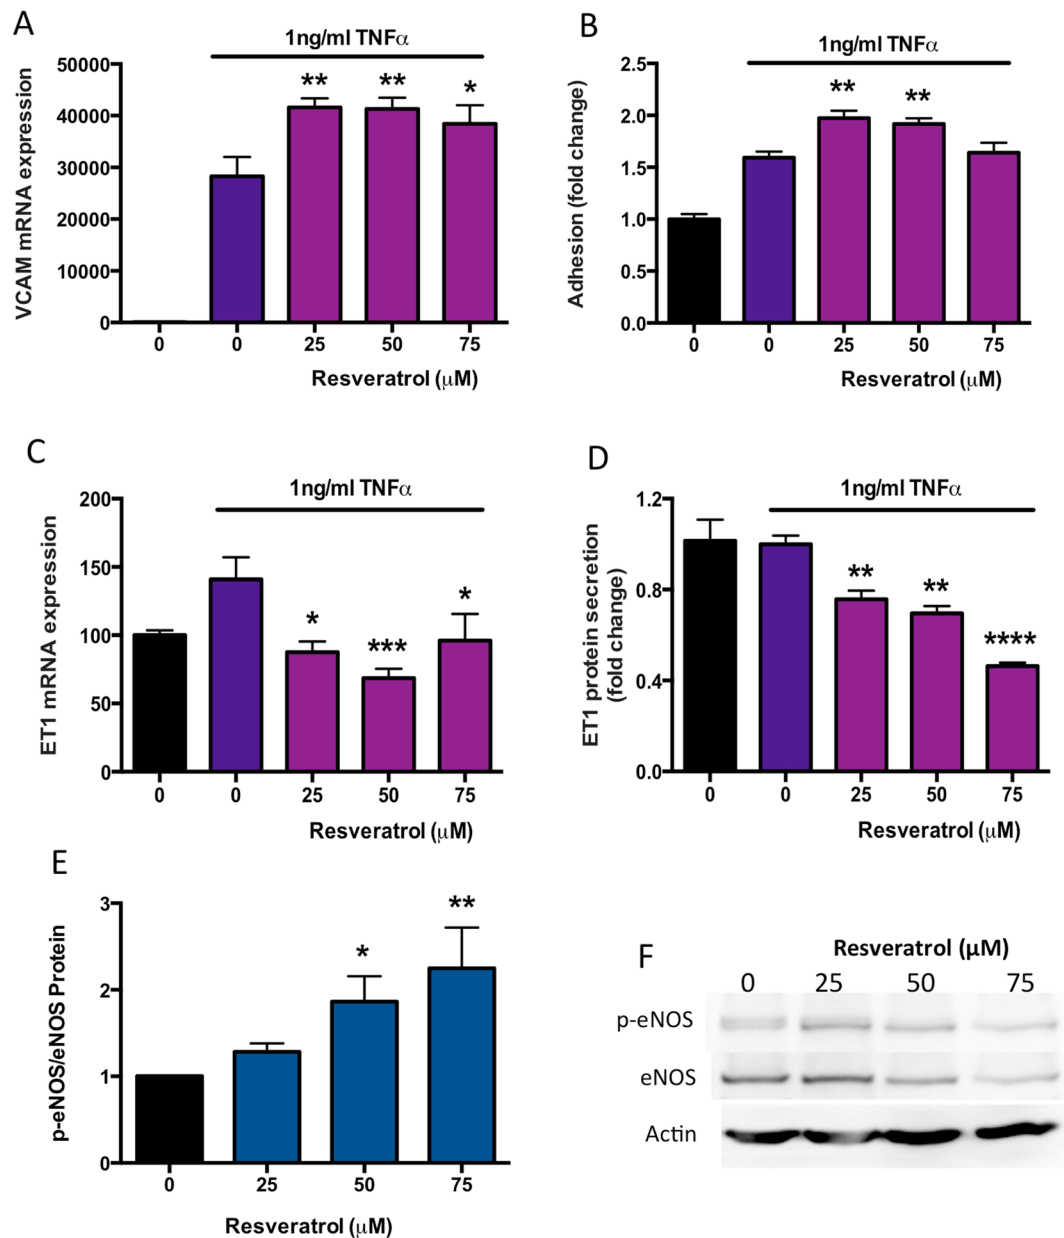 A
1ng/ml TNFα
VCAM mRNA expression
50000
40000
30000
20000
10000
0
** ** *
0 0 25 50 75
Resveratrol (μM)
B
1ng/ml TNFα
Adhesion (fold change)
2.5
2.0
1.5
1.0
0.5
0.0
** **
0 0 25 50 75
Resveratrol (μM)
C
1ng/ml TNFα
ET1 mRNA expression
200
150
100
50
0
* *** *
0 0 25 50 75
Resveratrol (μM)
D
1ng/ml TNFα
ET1 protein secretion
(fold change)
1.2
0.8
0.4
0.0
** ** ****
0 0 25 50 75
Resveratrol (μM)
E
p-eNOS/eNOS Protein
3
2
1
0
* **
0 25 50 75
Resveratrol (μM)
F
Resveratrol (μM)
0 25 50 75
p-eNOS
eNOS
Actin